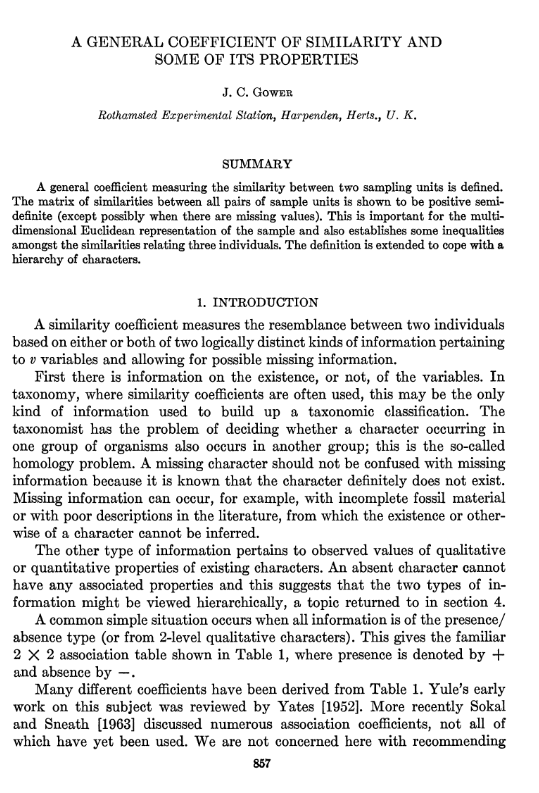 A GENERAL COEFFICIENT OF SIMILARITY AND
SOME OF ITS PROPERTIES
J. C. GOWER
Rothamsted Experimental Station, Harpenden, Herts., U. K.
SUMMARY
A general coefficient measuring the similarity between two sampling units is defined.
The matrix of similarities between all pairs of sample units is shown to be positive semi-
definite (except possibly when there are missing values). This is important for the multi-
dimensional Euclidean representation of the sample and also establishes some inequalities
amongst the similarities relating three individuals. The definition is extended to cope with a
hierarchy of characters.
1. INTRODUCTION
A similarity coefficient measures the resemblance between two individuals
based on either or both of two logically distinct kinds of information pertaining
to v variables and allowing for possible missing information.
First there is information on the existence, or not, of the variables. In
taxonomy, where similarity coefficients are often used, this may be the only
kind of information used to build up a taxonomic classification. The
taxonomist has the problem of deciding whether a character occurring in
one group of organisms also occurs in another group; this is the so-called
homology problem. A missing character should not be confused with missing
information because it is known that the character definitely does not exist.
Missing information can occur, for example, with incomplete fossil material
or with poor descriptions in the literature, from which the existence or other-
wise of a character cannot be inferred.
The other type of information pertains to observed values of qualitative
or quantitative properties of existing characters. An absent character cannot
have any associated properties and this suggests that the two types of in-
formation might be viewed hierarchically, a topic returned to in section 4.
A common simple situation occurs when all information is of the presence/
absence type (or from 2-level qualitative characters). This gives the familiar
2 × 2 association table shown in Table 1, where presence is denoted by +
and absence by −.
Many different coefficients have been derived from Table 1. Yule's early
work on this subject was reviewed by Yates [1952]. More recently Sokal
and Sneath [1963] discussed numerous association coefficients, not all of
which have yet been used. We are not concerned here with recommending
857